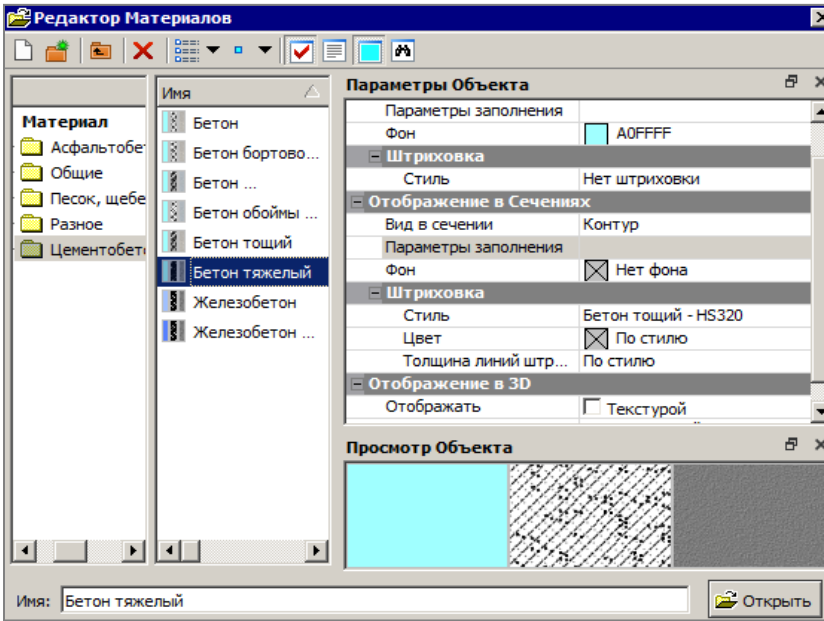 Редактор Материалов
Материал
Асфальтобе
Общие
Песок, щебе
Разное
Цементобет
Имя
Бетон
Бетон бортово...
Бетон ...
Бетон обоймы ...
Бетон тощий
Бетон тяжелый
Железобетон
Железобетон ...
Параметры Объекта
Параметры заполнения
Фон A0FFFF
Штриховка
Стиль Нет штриховки
Отображение в Сечениях
Вид в сечении Контур
Параметры заполнения
Фон Нет фона
Штриховка
Стиль Бетон тощий - HS320
Цвет По стилю
Толщина линий штр... По стилю
Отображение в 3D
Отображать Текстурой
Просмотр Объекта
Имя: Бетон тяжелый
Открыть